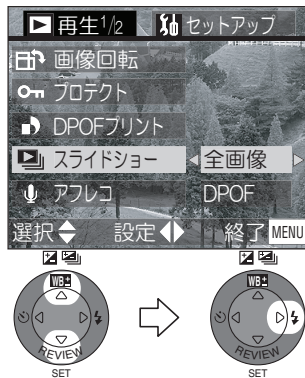 再生1/2 セットアップ
画像回転
プロテクト
DPOFプリント
スライドショー 全画像
アフレコ DPOF
選択 設定 終了 MENU
WB± WB±
REVIEW REVIEW
SET SET